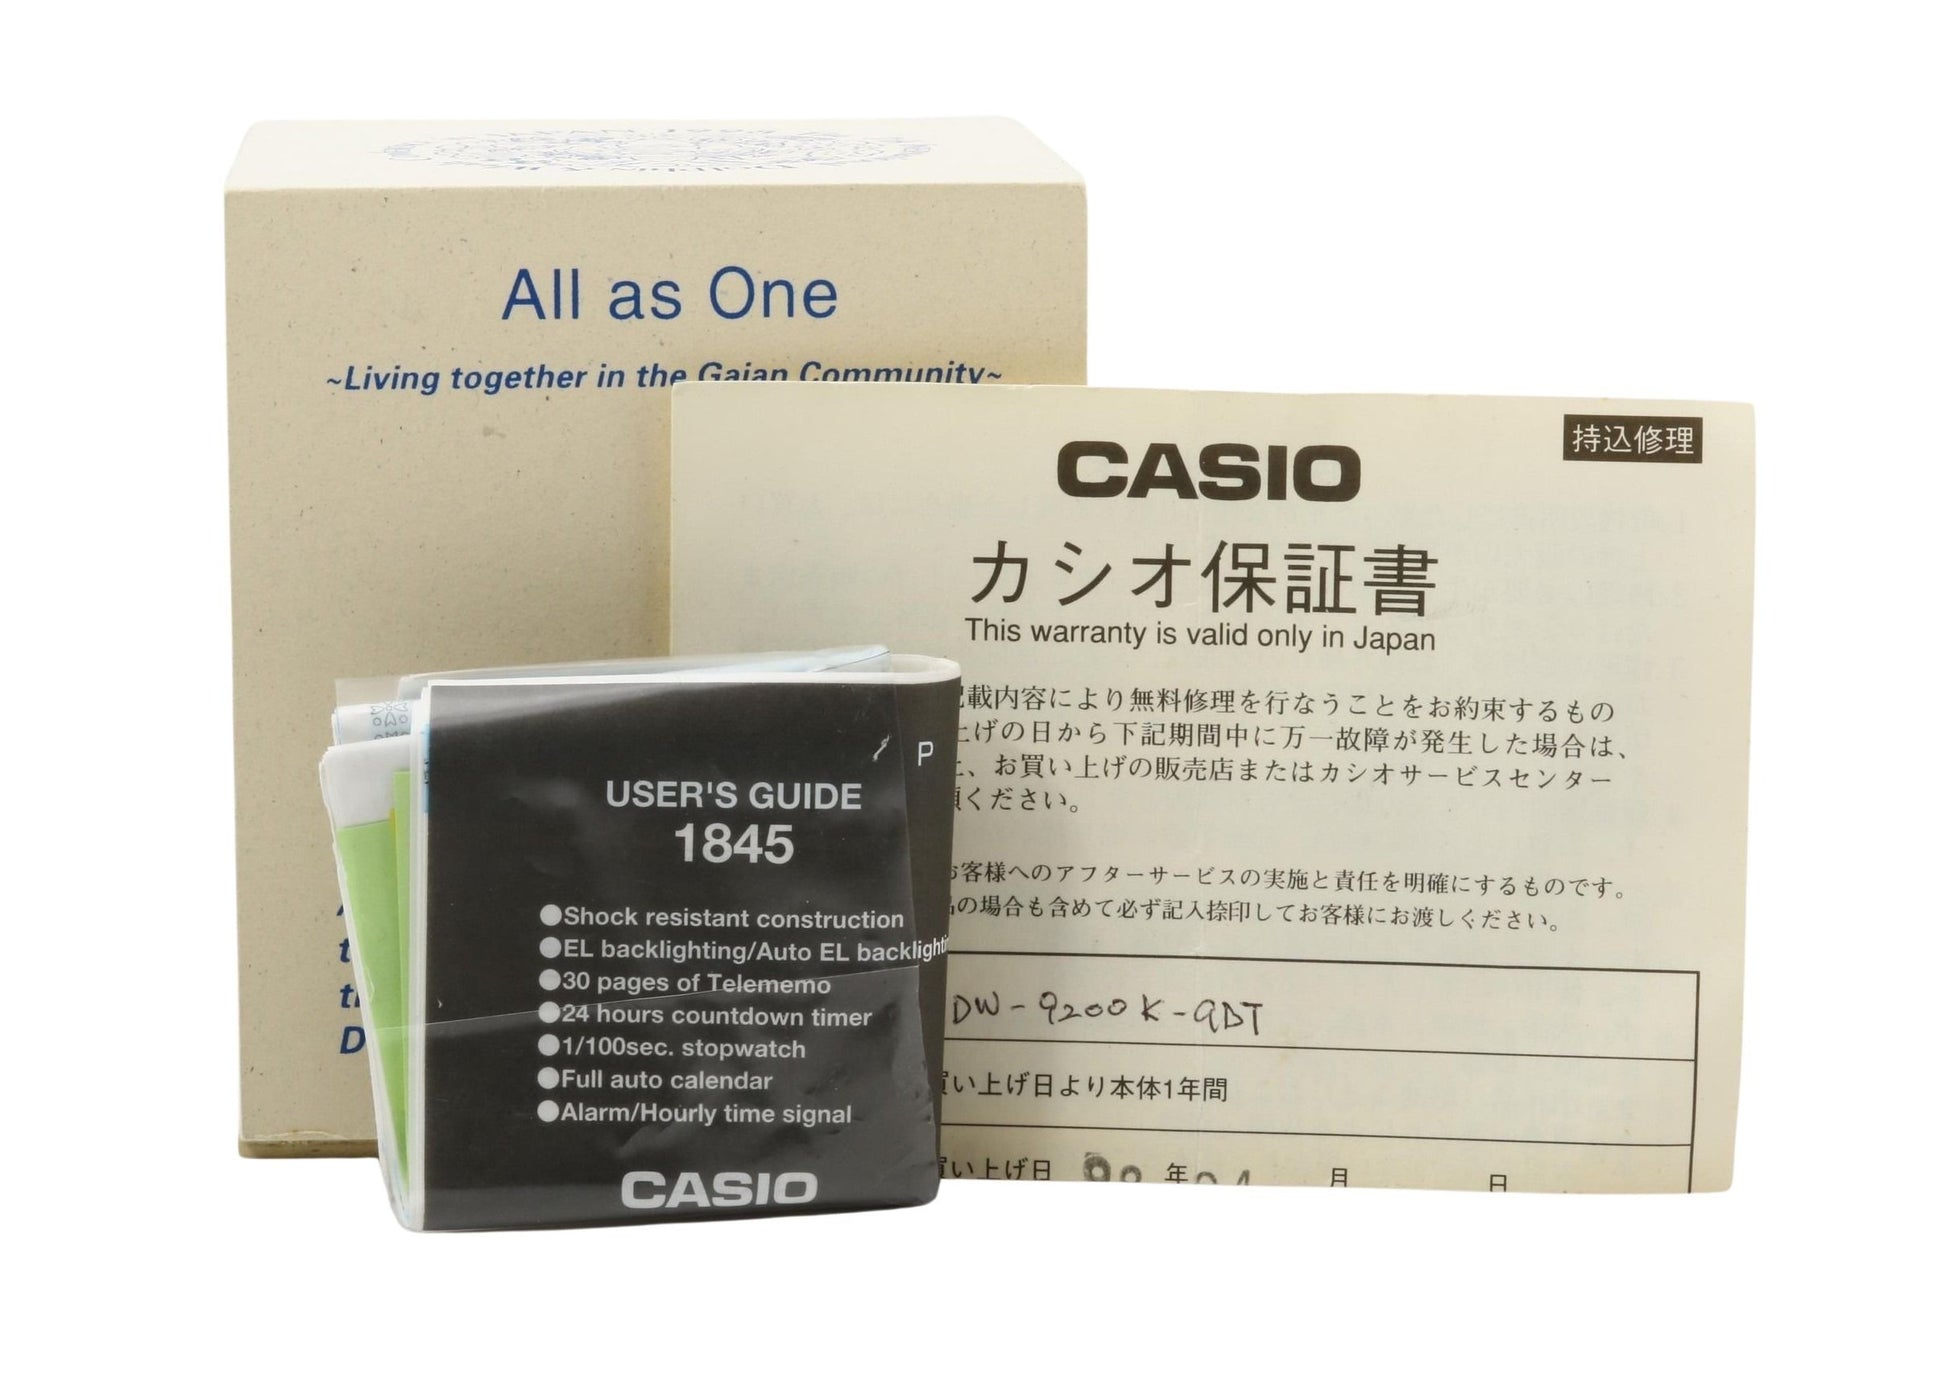 JAPAN
All as One
~Living together in the Gaian Community~
持込修理
CASIO
カシオ保証書
This warranty is valid only in Japan
載内容により無料修理を行なうことをお約束するもの
上げの日から下記期間中に万一故障が発生した場合は、
、お買い上げの販売店またはカシオサービスセンター
ください。
お客様へのアフターサービスの実施と責任を明確にするものです。
の場合も含めて必ず記入捺印してお客様にお渡しください。
DW-9200K-9BT
買い上げ日より本体1年間
買い上げ日 年 月 日
P
USER'S GUIDE
1845
●Shock resistant construction
●EL backlighting/Auto EL backlighti
●30 pages of Telememo
●24 hours countdown timer
●1/100sec. stopwatch
●Full auto calendar
●Alarm/Hourly time signal
CASIO